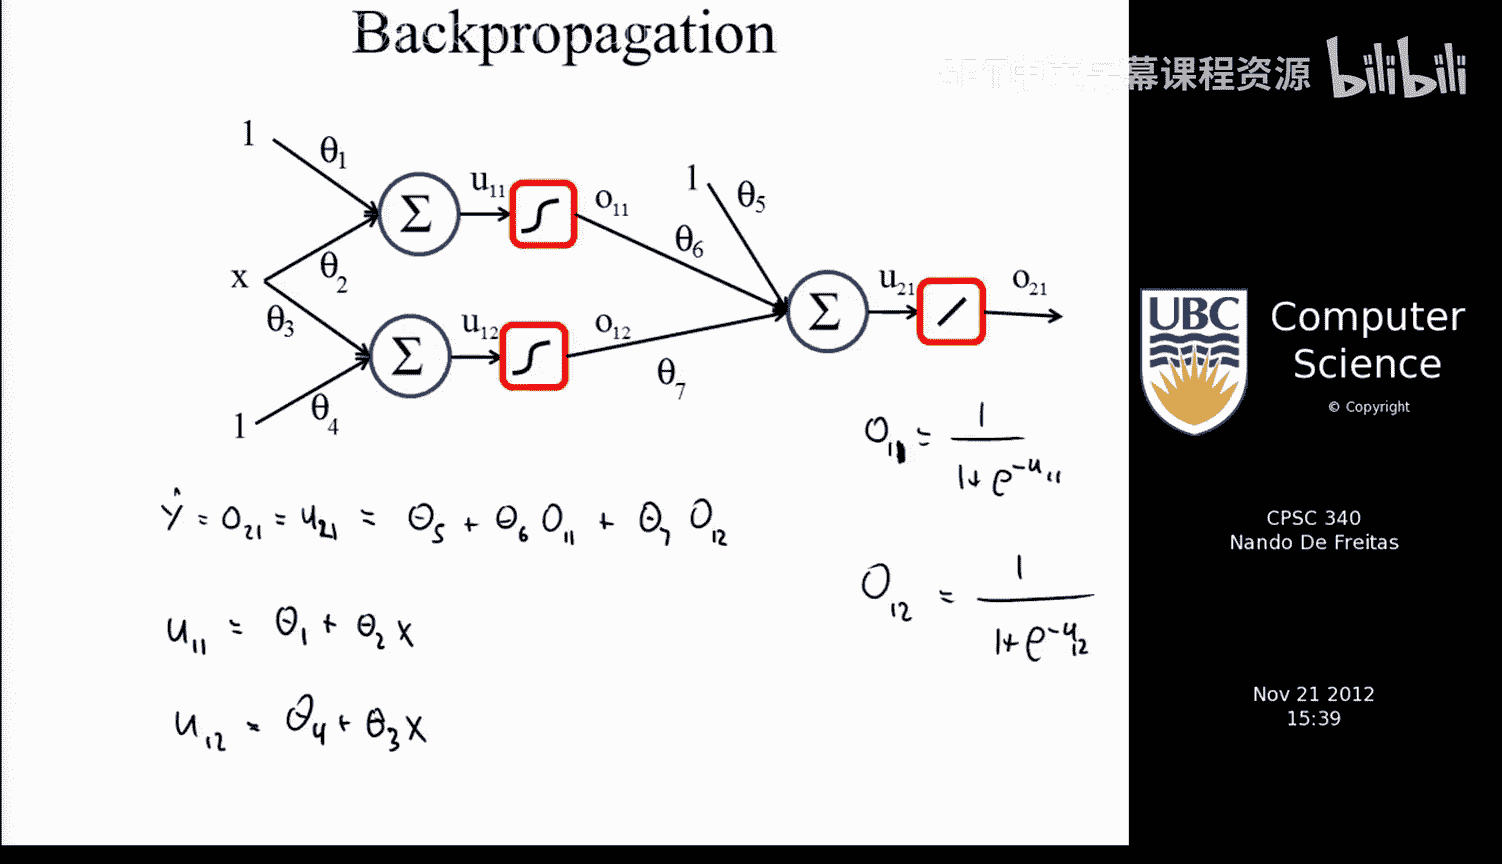 Backpropagation
幕课程资源 bilibili
1
θ₁
u₁₁
o₁₁
1
θ₅
Σ
θ₆
x
θ₂
θ₃
u₁₂
o₁₂
Σ
u₂₁
o₂₁
Σ
θ₇
1
θ₄
O₁₁ = 1 / (1 + e^(-u₁₁))
ŷ = O₂₁ = u₂₁ = θ₅ + θ₆ O₁₁ + θ₇ O₁₂
O₁₂ = 1 / (1 + e^(-u₁₂))
u₁₁ = θ₁ + θ₂ x
u₁₂ = θ₄ + θ₃ x
UBC
Computer
Science
© Copyright
CPSC 340
Nando De Freitas
Nov 21 2012
15:39